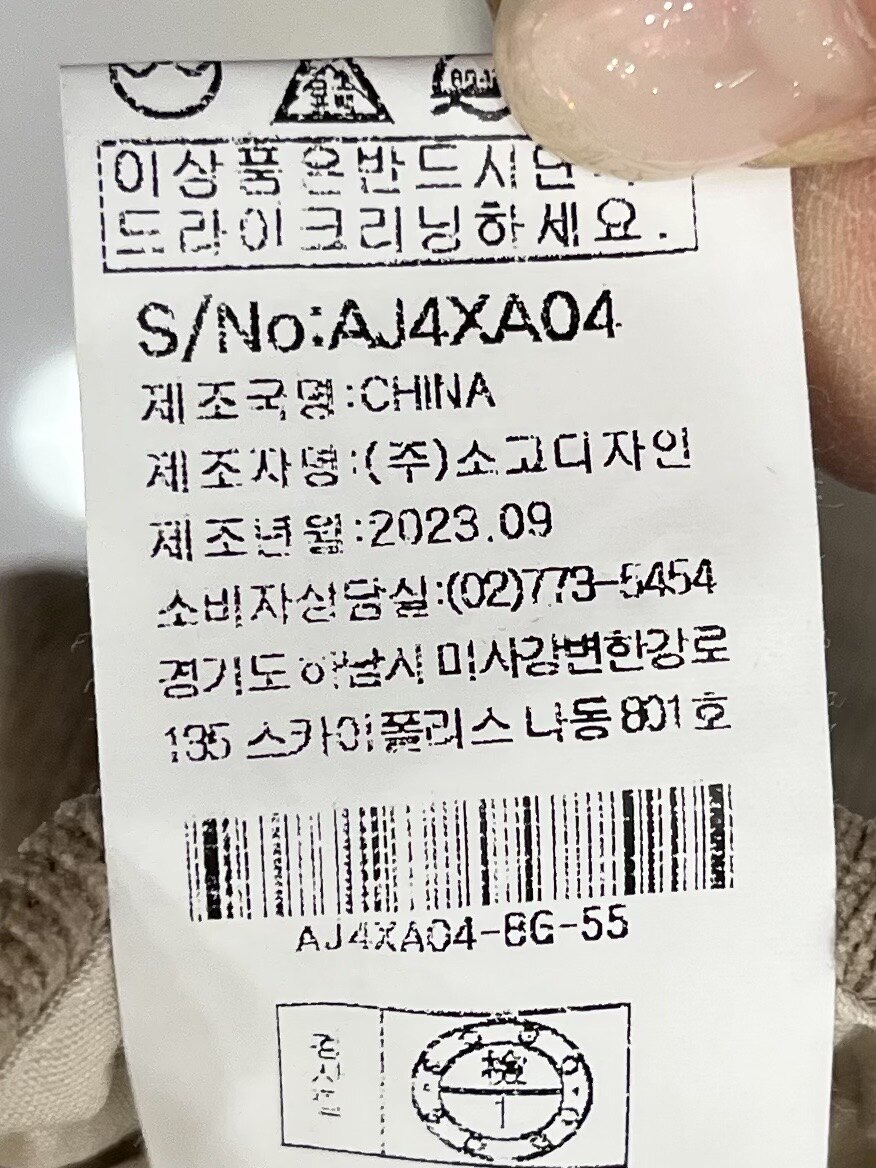 이상품은반드시
드라이크리닝하세요.
S/No:AJ4XA04
제조국명:CHINA
제조자명:(주)소고디자인
제조년월:2023.09
소비자상담실:(02)773-5454
경기도하남시 미사강변한강로
135 스카이폴리스 나동 801호
AJ4XA04-BG-55
檢
1